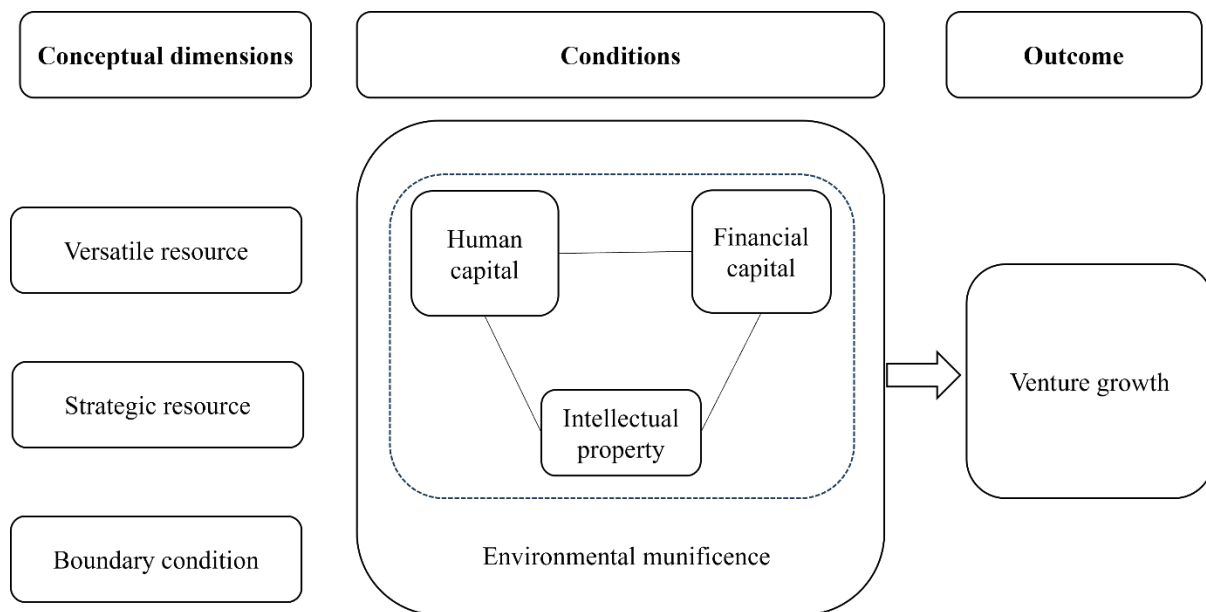 Conceptual dimensions
Conditions
Outcome
Versatile resource
Human
capital
Financial
capital
Strategic resource
Intellectual
property
Venture growth
Boundary condition
Environmental munificence